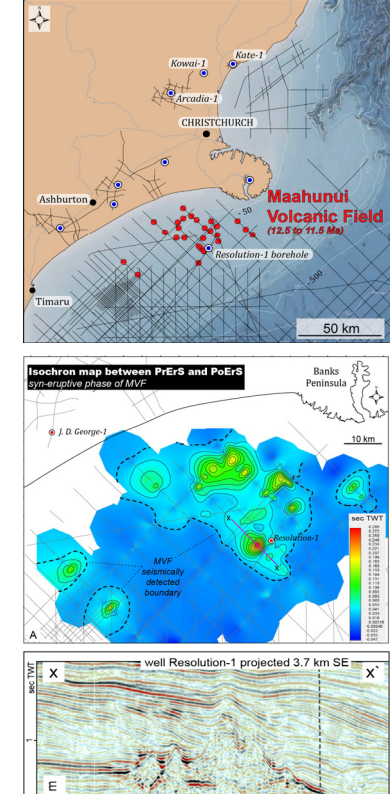 Kate-1
Kowai-1
Arcadia-1
CHRISTCHURCH
Maahunui
Volcanic Field
(12.5 to 11.5 Ma)
Ashburton
- 50
Resolution-1 borehole
-500
Timaru
50 km
Isochron map between PrErS and PoErS
syn-eruptive phase of MVF
Banks
Peninsula
J. D. George-1
10 km
sec TWT
x
Resolution-1
x'
MVF
seismically
detected
boundary
A
well Resolution-1 projected 3.7 km SE
sec TWT
X
X`
1
m